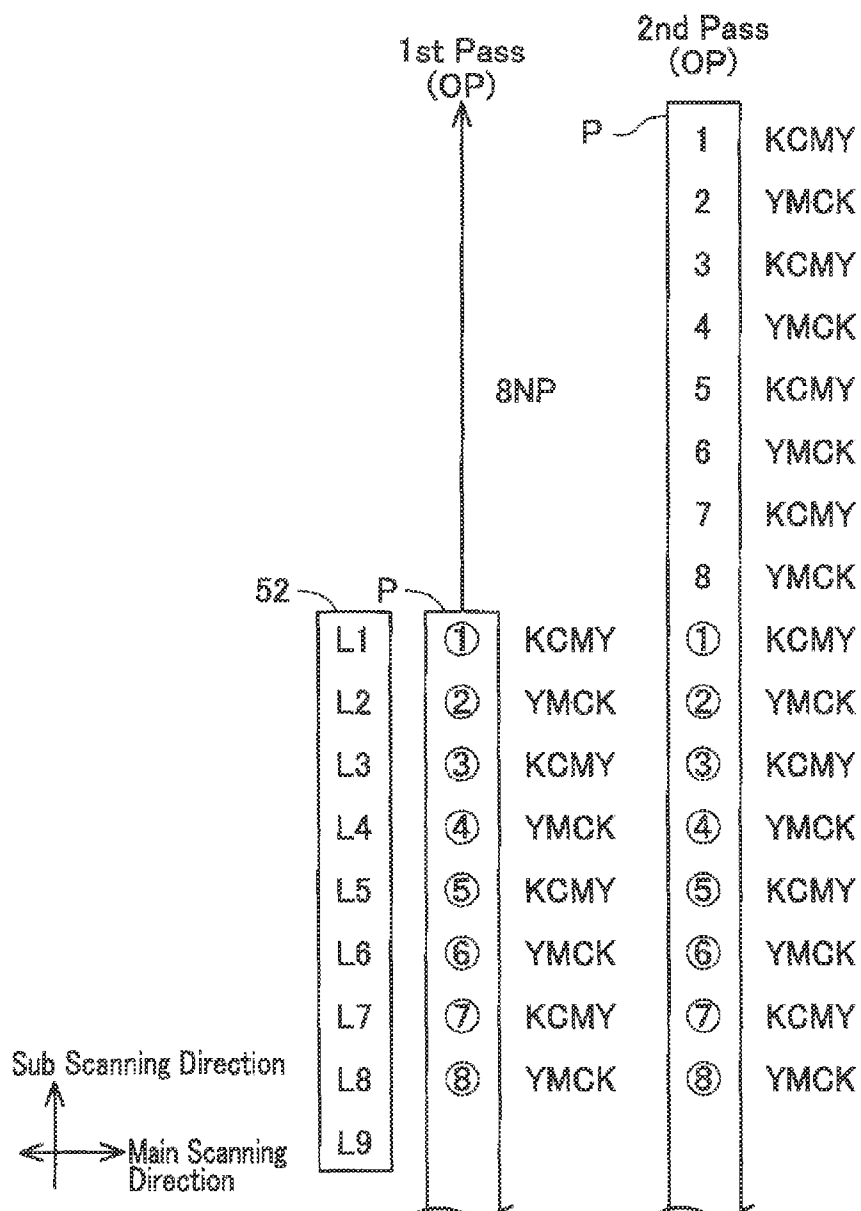 1st Pass
(OP)
2nd Pass
(OP)
P
1 KCMY
2 YMCK
3 KCMY
4 YMCK
8NP
5 KCMY
6 YMCK
7 KCMY
8 YMCK
52 P
L1 ① KCMY ① KCMY
L2 ② YMCK ② YMCK
L3 ③ KCMY ③ KCMY
L4 ④ YMCK ④ YMCK
L5 ⑤ KCMY ⑤ KCMY
L6 ⑥ YMCK ⑥ YMCK
L7 ⑦ KCMY ⑦ KCMY
L8 ⑧ YMCK ⑧ YMCK
L9
Sub Scanning Direction
Main Scanning
Direction